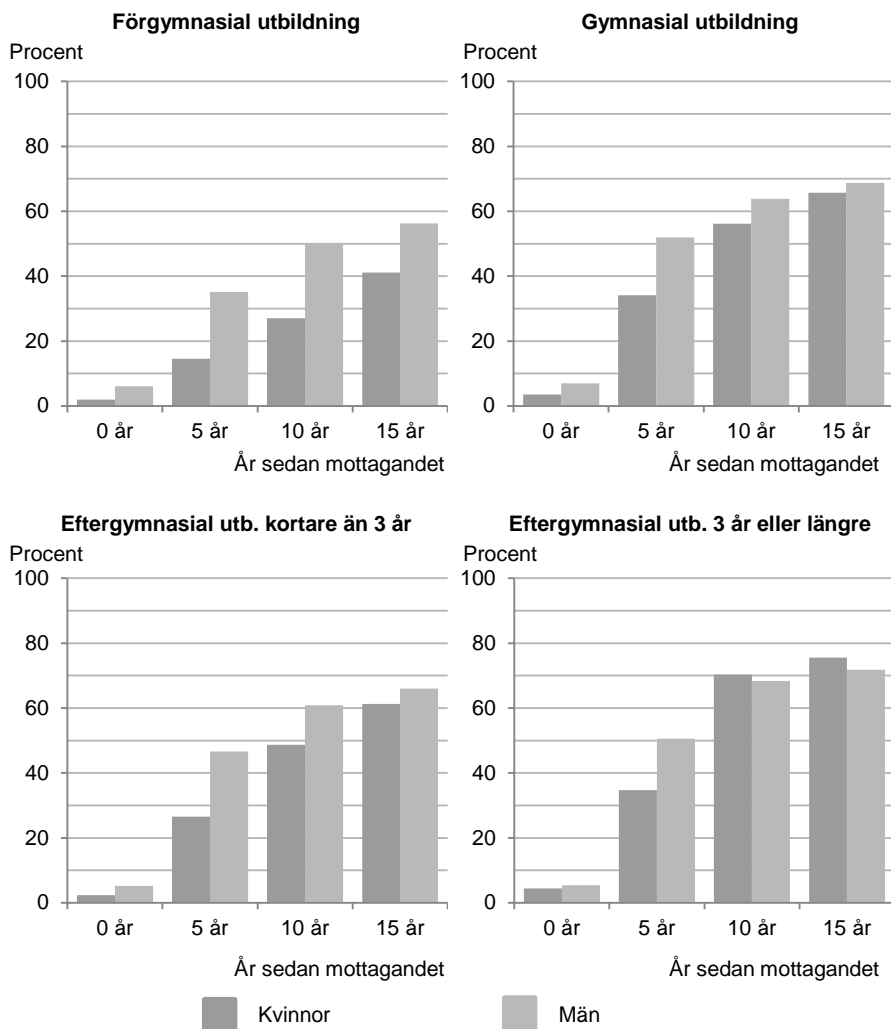 Förgymnasial utbildning
Procent
100
80
60
40
20
0
0 år 5 år 10 år 15 år
År sedan mottagandet
Gymnasial utbildning
Procent
100
80
60
40
20
0
0 år 5 år 10 år 15 år
År sedan mottagandet
Eftergymnasial utb. kortare än 3 år
Procent
100
80
60
40
20
0
0 år 5 år 10 år 15 år
År sedan mottagandet
Eftergymnasial utb. 3 år eller längre
Procent
100
80
60
40
20
0
0 år 5 år 10 år 15 år
År sedan mottagandet
Kvinnor Män